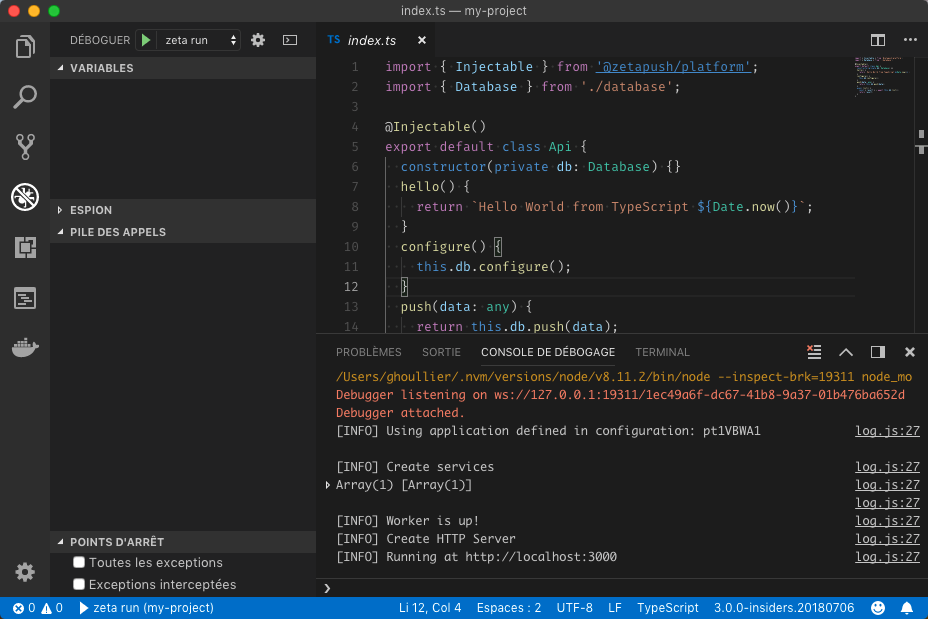 index.ts — my-project
DÉBOGUER zeta run
VARIABLES
ESPION
PILE DES APPELS
POINTS D'ARRÊT
Toutes les exceptions
Exceptions interceptées
TS index.ts
1 import { Injectable } from '@zetapush/platform';
2 import { Database } from './database';
3
4 @Injectable()
5 export default class Api {
6 constructor(private db: Database) {}
7 hello() {
8 return `Hello World from TypeScript ${Date.now()}`;
9 }
10 configure() {
11 this.db.configure();
12 }
13 push(data: any) {
14 return this.db.push(data);
PROBLÈMES SORTIE CONSOLE DE DÉBOGAGE TERMINAL
/Users/ghoullier/.nvm/versions/node/v8.11.2/bin/node --inspect-brk=19311 node_mo
Debugger listening on ws://127.0.0.1:19311/1ec49a6f-dc67-41b8-9a37-01b476ba652d
Debugger attached.
[INFO] Using application defined in configuration: pt1VBWA1 log.js:27
[INFO] Create services log.js:27
Array(1) [Array(1)] log.js:27
log.js:27
[INFO] Worker is up! log.js:27
[INFO] Create HTTP Server log.js:27
[INFO] Running at http://localhost:3000 log.js:27
0 0 zeta run (my-project) Li 12, Col 4 Espaces : 2 UTF-8 LF TypeScript 3.0.0-insiders.20180706